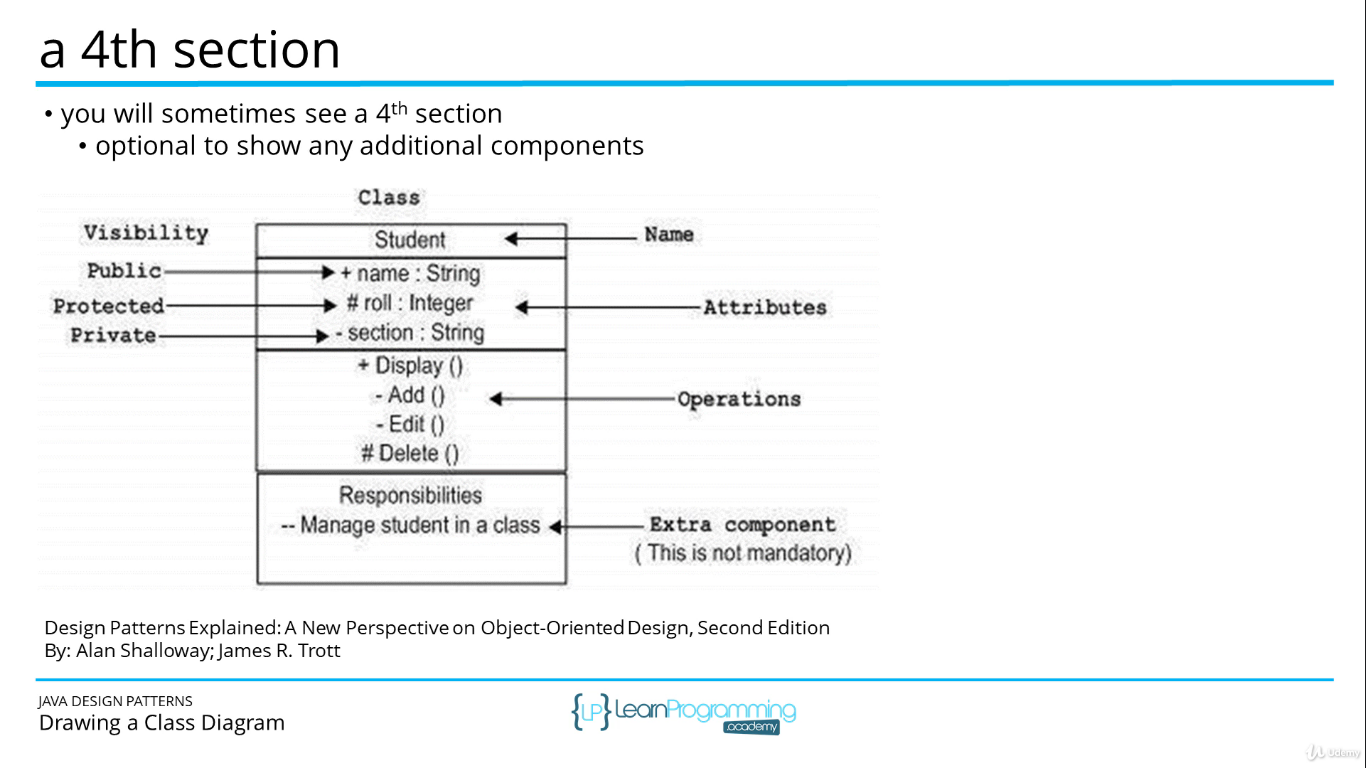 a 4th section
• you will sometimes see a 4th section
• optional to show any additional components
Class
Visibility
Student
Name
Public
+ name : String
Protected
# roll : Integer
Attributes
Private
- section : String
+ Display ()
- Add ()
Operations
- Edit ()
# Delete ()
Responsibilities
-- Manage student in a class
Extra component
( This is not mandatory)
Design Patterns Explained: A New Perspective on Object-Oriented Design, Second Edition
By: Alan Shalloway; James R. Trott
JAVA DESIGN PATTERNS
Drawing a Class Diagram
{LP} LearnProgramming
.academy
Udemy